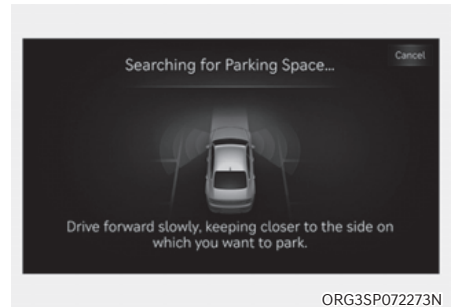 Cancel
Searching for Parking Space...
Drive forward slowly, keeping closer to the side on
which you want to park.
ORG3SP072273N